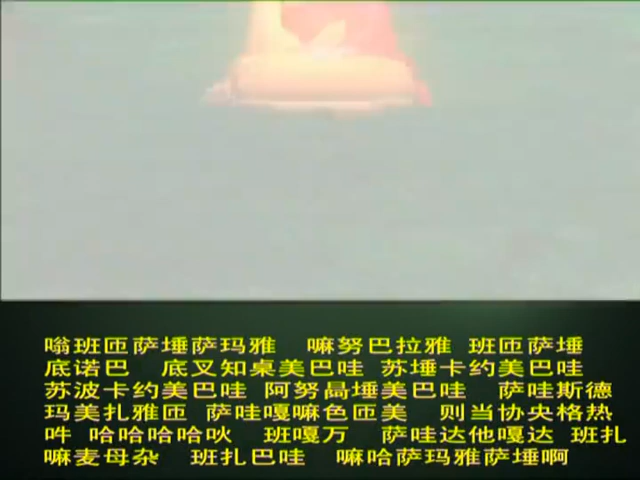 嗡班匝萨埵萨玛雅 嘛努巴拉雅 班匝萨埵
底诺巴 底叉知桌美巴哇 苏埵卡约美巴哇
苏波卡约美巴哇 阿努晑埵美巴哇 萨哇斯德
玛美扎雅匝 萨哇嘎嘛色匝美 则当协央格热
吽 哈哈哈哈伙 班嘎万 萨哇达他嘎达 班扎
嘛麦母杂 班扎巴哇 嘛哈萨玛雅萨埵啊